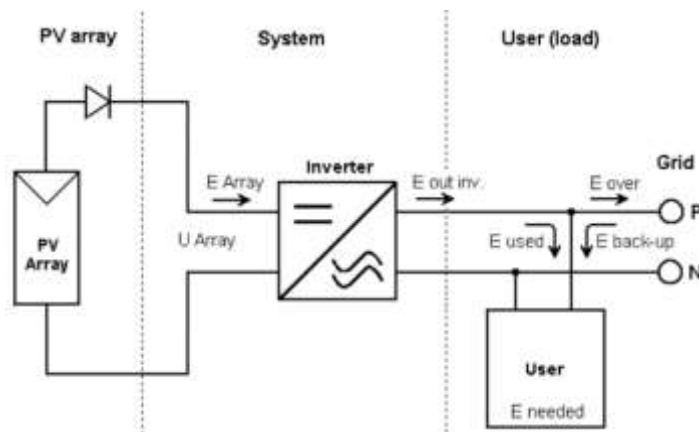 PV array
System
User (load)
Inverter
Grid
E Array
E out inv.
E over
P
U Array
E used
E back-up
PV
Array
N
User
E needed